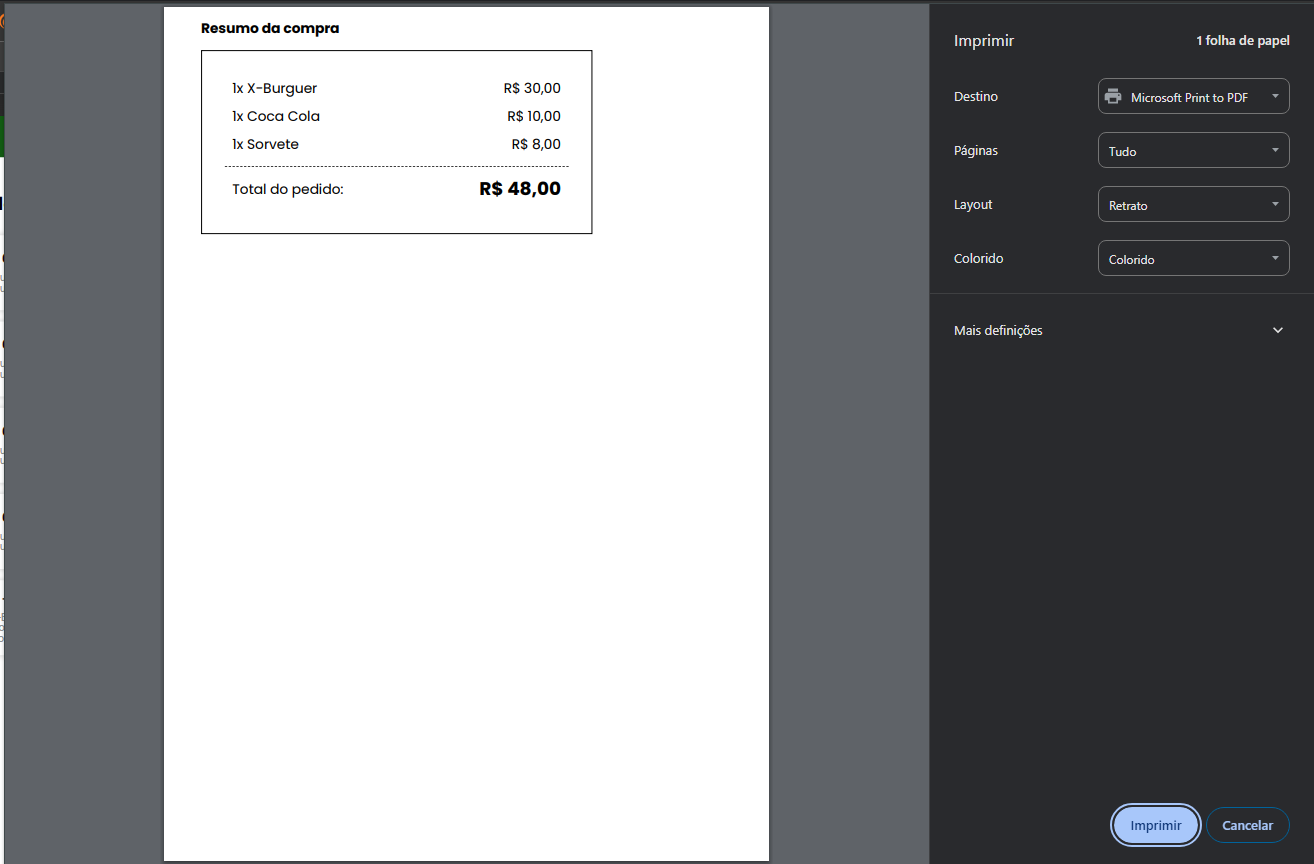 Resumo da compra
1x X-Burguer R$ 30,00
1x Coca Cola R$ 10,00
1x Sorvete R$ 8,00
Total do pedido: R$ 48,00
Imprimir 1 folha de papel
Destino Microsoft Print to PDF
Páginas Tudo
Layout Retrato
Colorido Colorido
Mais definições
Imprimir Cancelar